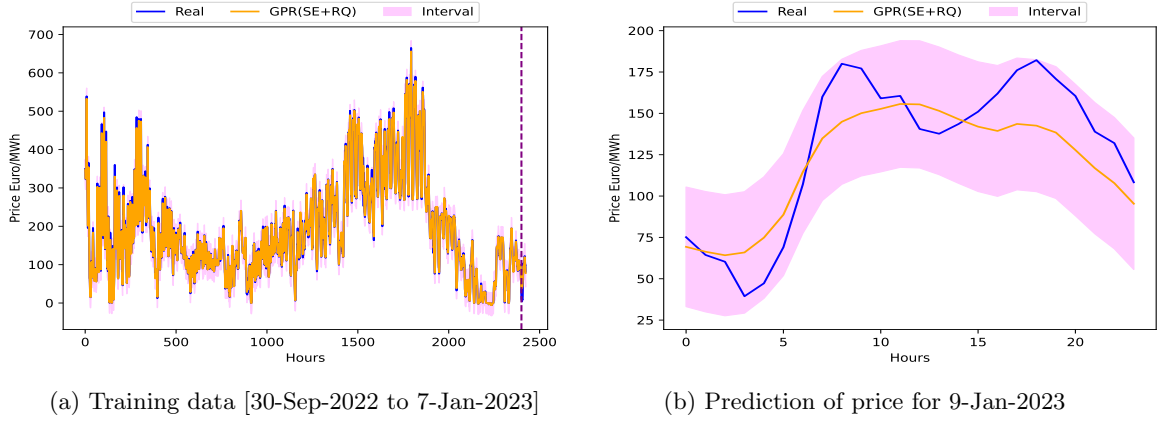 Real GPR(SE+RQ) Interval
700
600
500
400
300
200
100
0
Price Euro/MWh
0 500 1000 1500 2000 2500
Hours
(a) Training data [30-Sep-2022 to 7-Jan-2023]
Real GPR(SE+RQ) Interval
200
175
150
125
100
75
50
25
Price Euro/MWh
0 5 10 15 20
Hours
(b) Prediction of price for 9-Jan-2023